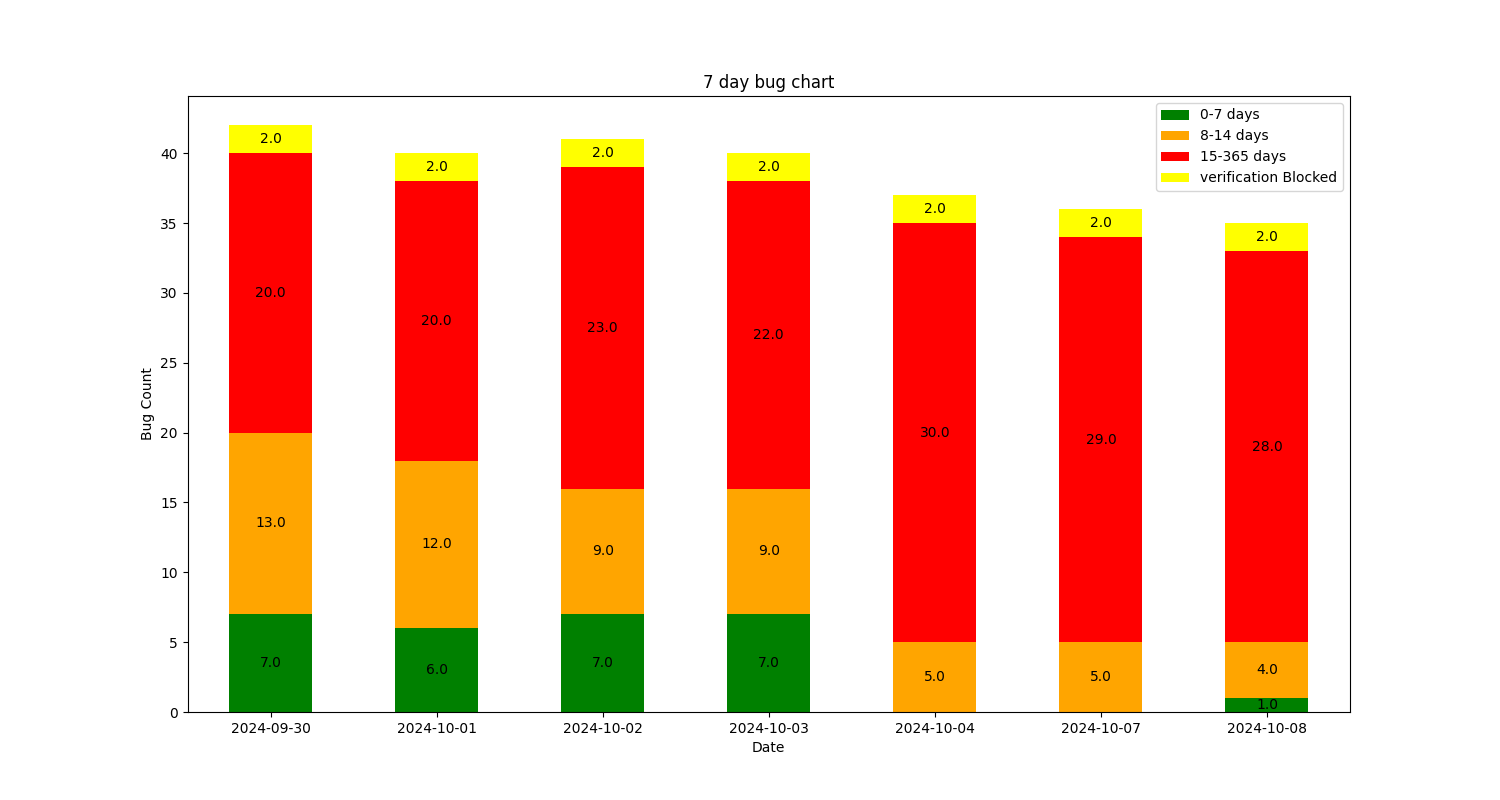 7 day bug chart
0-7 days
8-14 days
15-365 days
verification Blocked
Bug Count
40
35
30
25
20
15
10
5
0
2.0 2.0 2.0 2.0 2.0 2.0 2.0
20.0 20.0 23.0 22.0 30.0 29.0 28.0
13.0 12.0 9.0 9.0 5.0 5.0 4.0
7.0 6.0 7.0 7.0 1.0
2024-09-30 2024-10-01 2024-10-02 2024-10-03 2024-10-04 2024-10-07 2024-10-08
Date